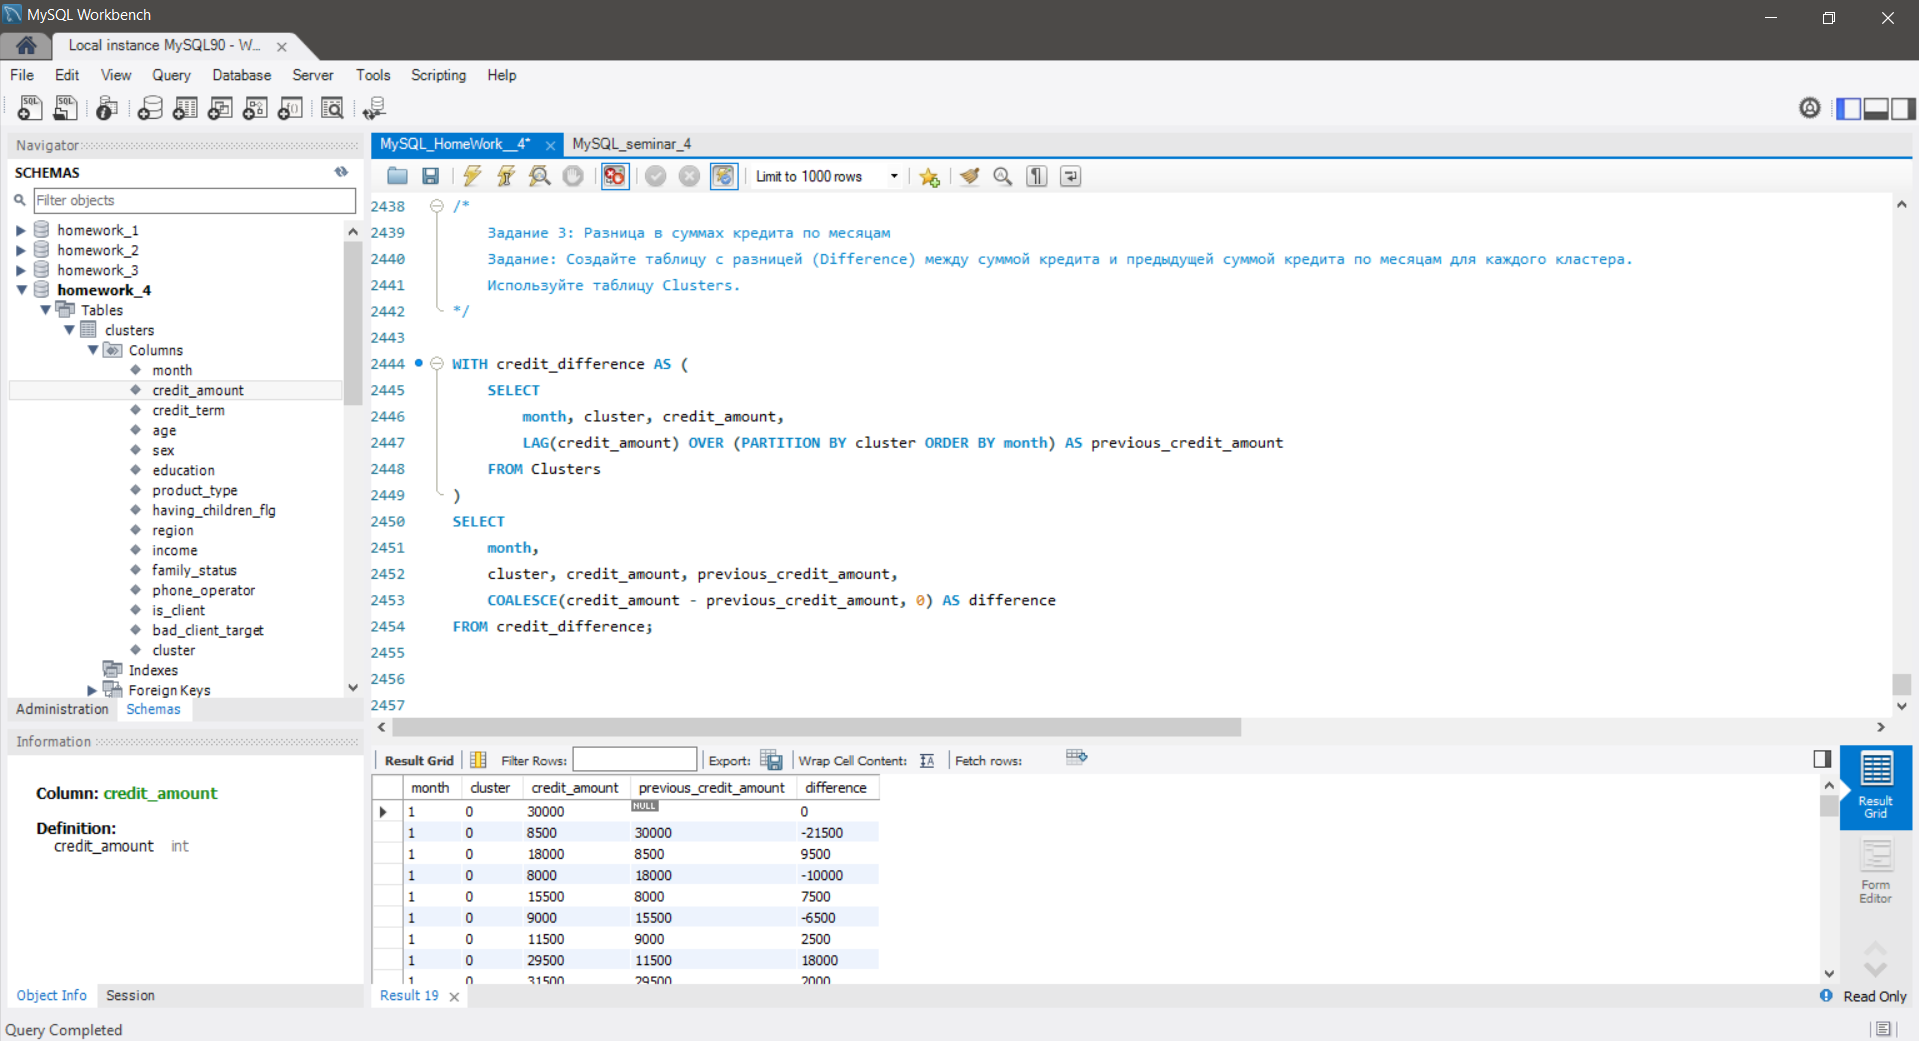 MySQL Workbench
Local instance MySQL90 - W...
File Edit View Query Database Server Tools Scripting Help
Navigator
SCHEMAS
Filter objects
homework_1
homework_2
homework_3
homework_4
Tables
clusters
Columns
month
credit_amount
credit_term
age
sex
education
product_type
having_children_flg
region
income
family_status
phone_operator
is_client
bad_client_target
cluster
Indexes
Foreign Keys
Administration Schemas
Information
Column: credit_amount
Definition:
credit_amount int
Object Info Session
MySQL_HomeWork__4* MySQL_seminar_4
Limit to 1000 rows
2438 /*
2439 Задание 3: Разница в суммах кредита по месяцам
2440 Задание: Создайте таблицу с разницей (Difference) между суммой кредита и предыдущей суммой кредита по месяцам для каждого кластера.
2441 Используйте таблицу Clusters.
2442 */
2443
2444 WITH credit_difference AS (
2445 SELECT
2446 month, cluster, credit_amount,
2447 LAG(credit_amount) OVER (PARTITION BY cluster ORDER BY month) AS previous_credit_amount
2448 FROM Clusters
2449 )
2450 SELECT
2451 month,
2452 cluster, credit_amount, previous_credit_amount,
2453 COALESCE(credit_amount - previous_credit_amount, 0) AS difference
2454 FROM credit_difference;
2455
2456
2457
Result Grid Filter Rows: Export: Wrap Cell Content: Fetch rows:
month cluster credit_amount previous_credit_amount difference
1 0 30000 NULL 0
1 0 8500 30000 -21500
1 0 18000 8500 9500
1 0 8000 18000 -10000
1 0 15500 8000 7500
1 0 9000 15500 -6500
1 0 11500 9000 2500
1 0 29500 11500 18000
1 0 31500 29500 2000
Result Grid
Form Editor
Result 19
Read Only
Query Completed